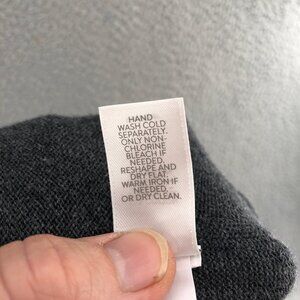 HAND
WASH COLD
SEPARATELY.
ONLY NON-
CHLORINE
BLEACH IF
NEEDED.
RESHAPE AND
DRY FLAT.
WARM IRON IF
NEEDED.
OR DRY CLEAN.